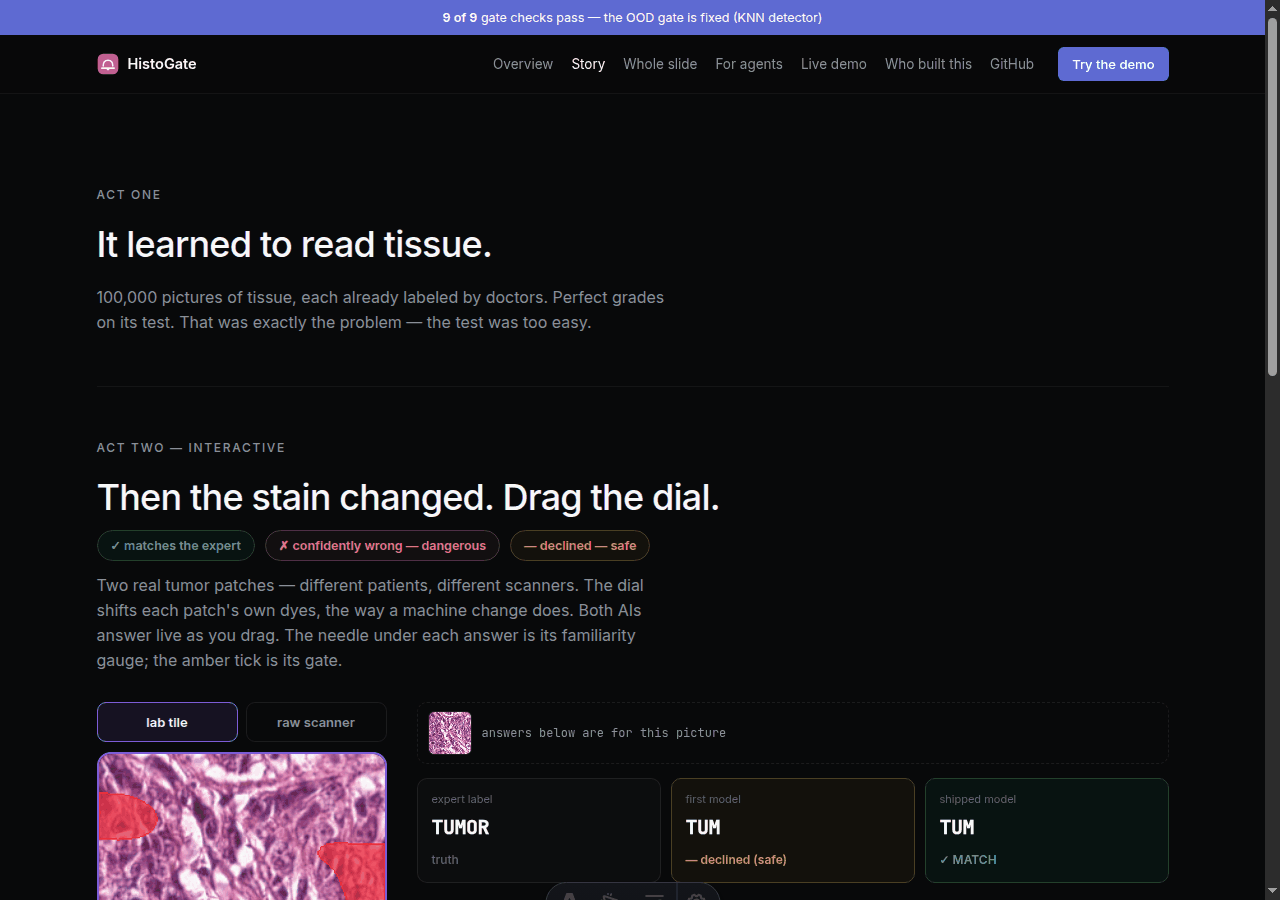 9 of 9 gate checks pass — the OOD gate is fixed (KNN detector)
HistoGate
Overview
Story
Whole slide
For agents
Live demo
Who built this
GitHub
Try the demo
ACT ONE
It learned to read tissue.
100,000 pictures of tissue, each already labeled by doctors. Perfect grades
on its test. That was exactly the problem — the test was too easy.
ACT TWO — INTERACTIVE
Then the stain changed. Drag the dial.
✓ matches the expert
✗ confidently wrong — dangerous
— declined — safe
Two real tumor patches — different patients, different scanners. The dial
shifts each patch's own dyes, the way a machine change does. Both AIs
answer live as you drag. The needle under each answer is its familiarity
gauge; the amber tick is its gate.
lab tile
raw scanner
answers below are for this picture
expert label
TUMOR
truth
first model
TUM
— declined (safe)
shipped model
TUM
✓ MATCH